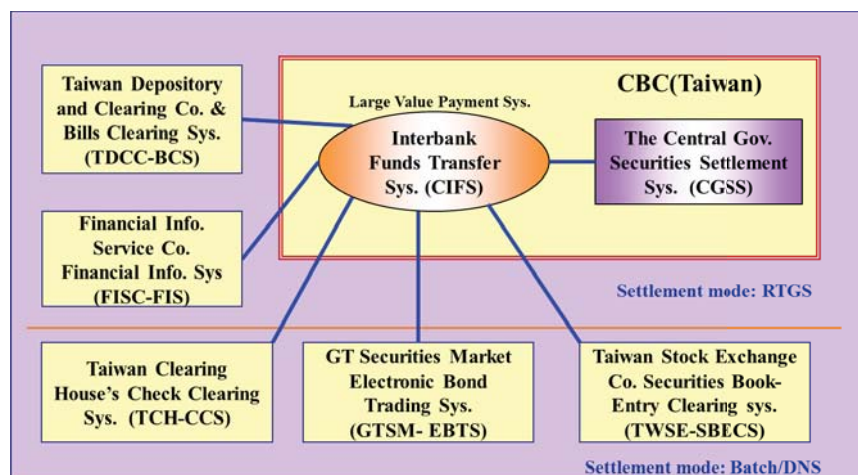 Taiwan Depository
and Clearing Co. &
Bills Clearing Sys.
(TDCC-BCS)
CBC(Taiwan)
Large Value Payment Sys.
Interbank
Funds Transfer
Sys. (CIFS)
The Central Gov.
Securities Settlement
Sys. (CGSS)
Financial Info.
Service Co.
Financial Info. Sys
(FISC-FIS)
Settlement mode: RTGS
Taiwan Clearing
House's Check Clearing
Sys. (TCH-CCS)
GT Securities Market
Electronic Bond
Trading Sys.
(GTSM- EBTS)
Taiwan Stock Exchange
Co. Securities Book-
Entry Clearing sys.
(TWSE-SBECS)
Settlement mode: Batch/DNS